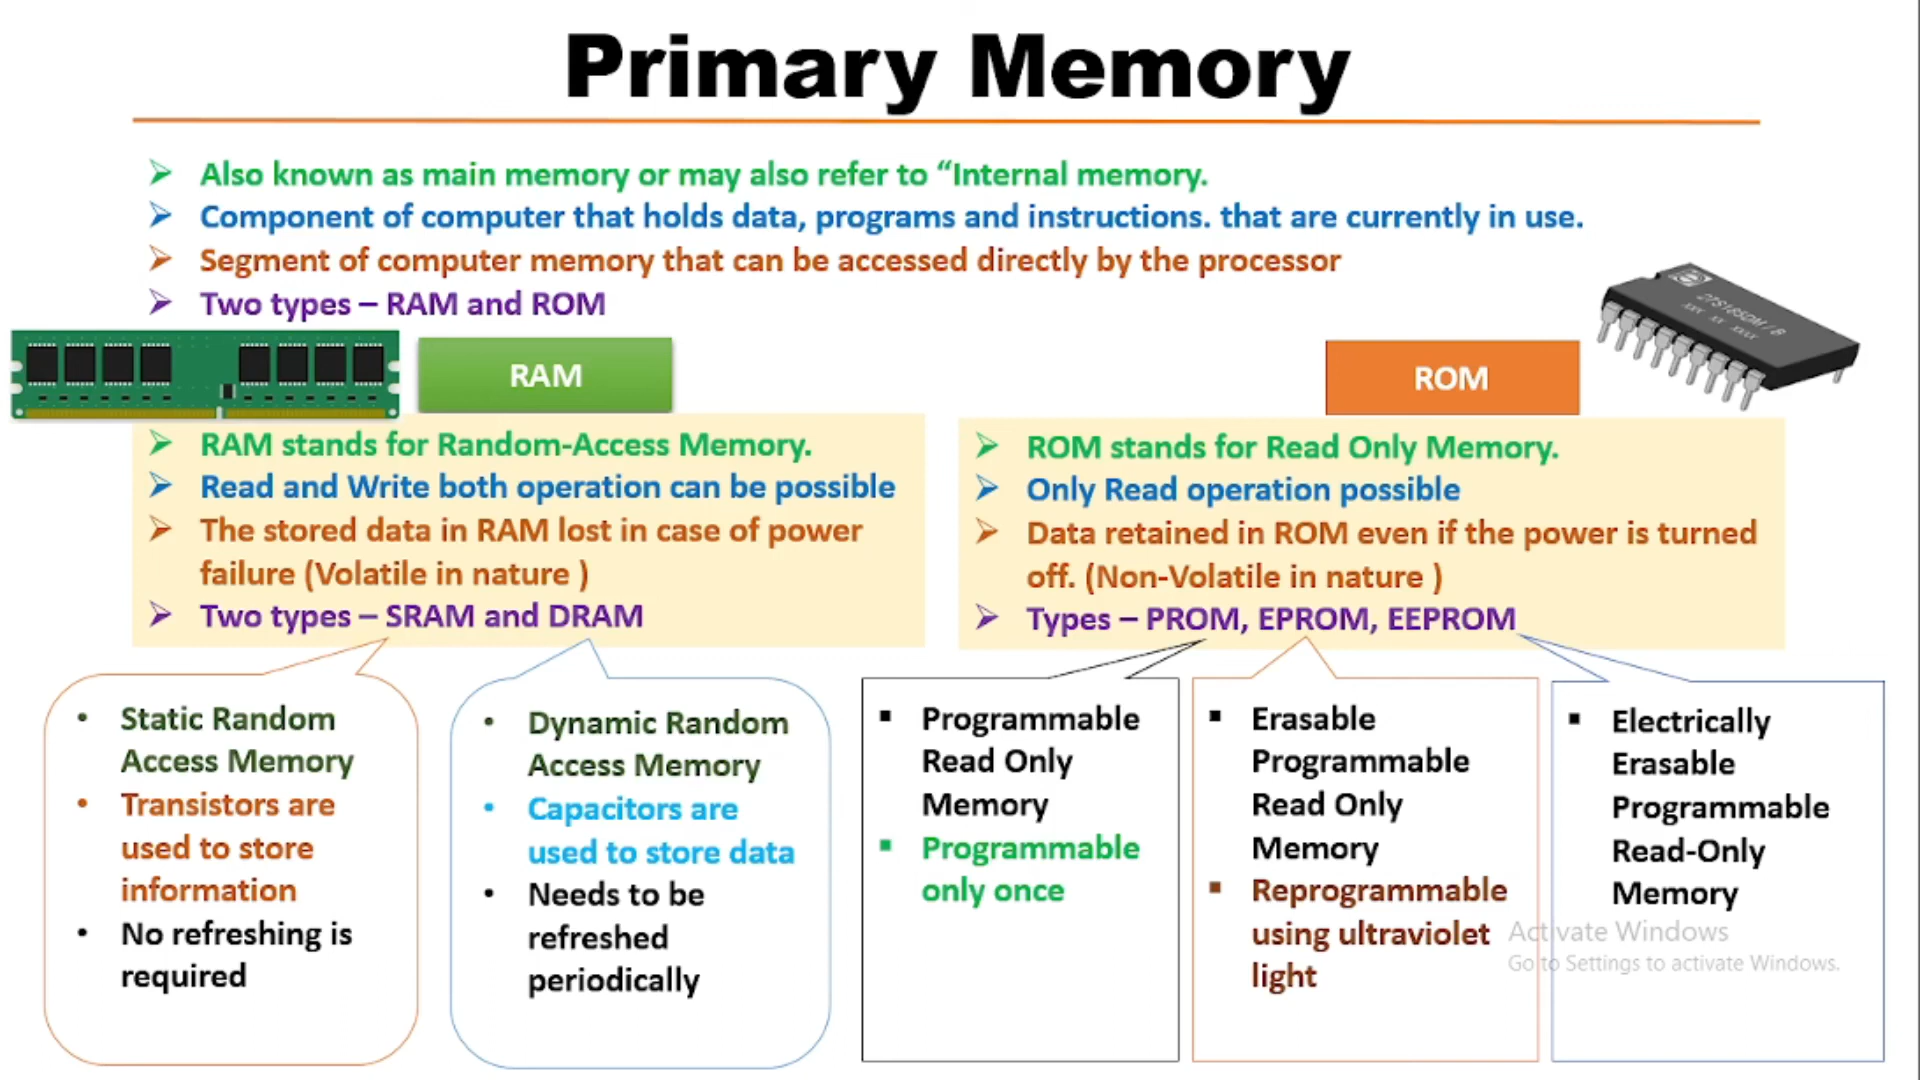 Primary Memory
➢ Also known as main memory or may also refer to “Internal memory.
➢ Component of computer that holds data, programs and instructions. that are currently in use.
➢ Segment of computer memory that can be accessed directly by the processor
➢ Two types – RAM and ROM
RAM
➢ RAM stands for Random-Access Memory.
➢ Read and Write both operation can be possible
➢ The stored data in RAM lost in case of power
failure (Volatile in nature )
➢ Two types – SRAM and DRAM
• Static Random
Access Memory
• Transistors are
used to store
information
• No refreshing is
required
• Dynamic Random
Access Memory
• Capacitors are
used to store data
• Needs to be
refreshed
periodically
ROM
➢ ROM stands for Read Only Memory.
➢ Only Read operation possible
➢ Data retained in ROM even if the power is turned
off. (Non-Volatile in nature )
➢ Types – PROM, EPROM, EEPROM
▪ Programmable
Read Only
Memory
▪ Programmable
only once
▪ Erasable
Programmable
Read Only
Memory
▪ Reprogrammable
using ultraviolet
light
▪ Electrically
Erasable
Programmable
Read-Only
Memory
Activate Windows
Go to Settings to activate Windows.